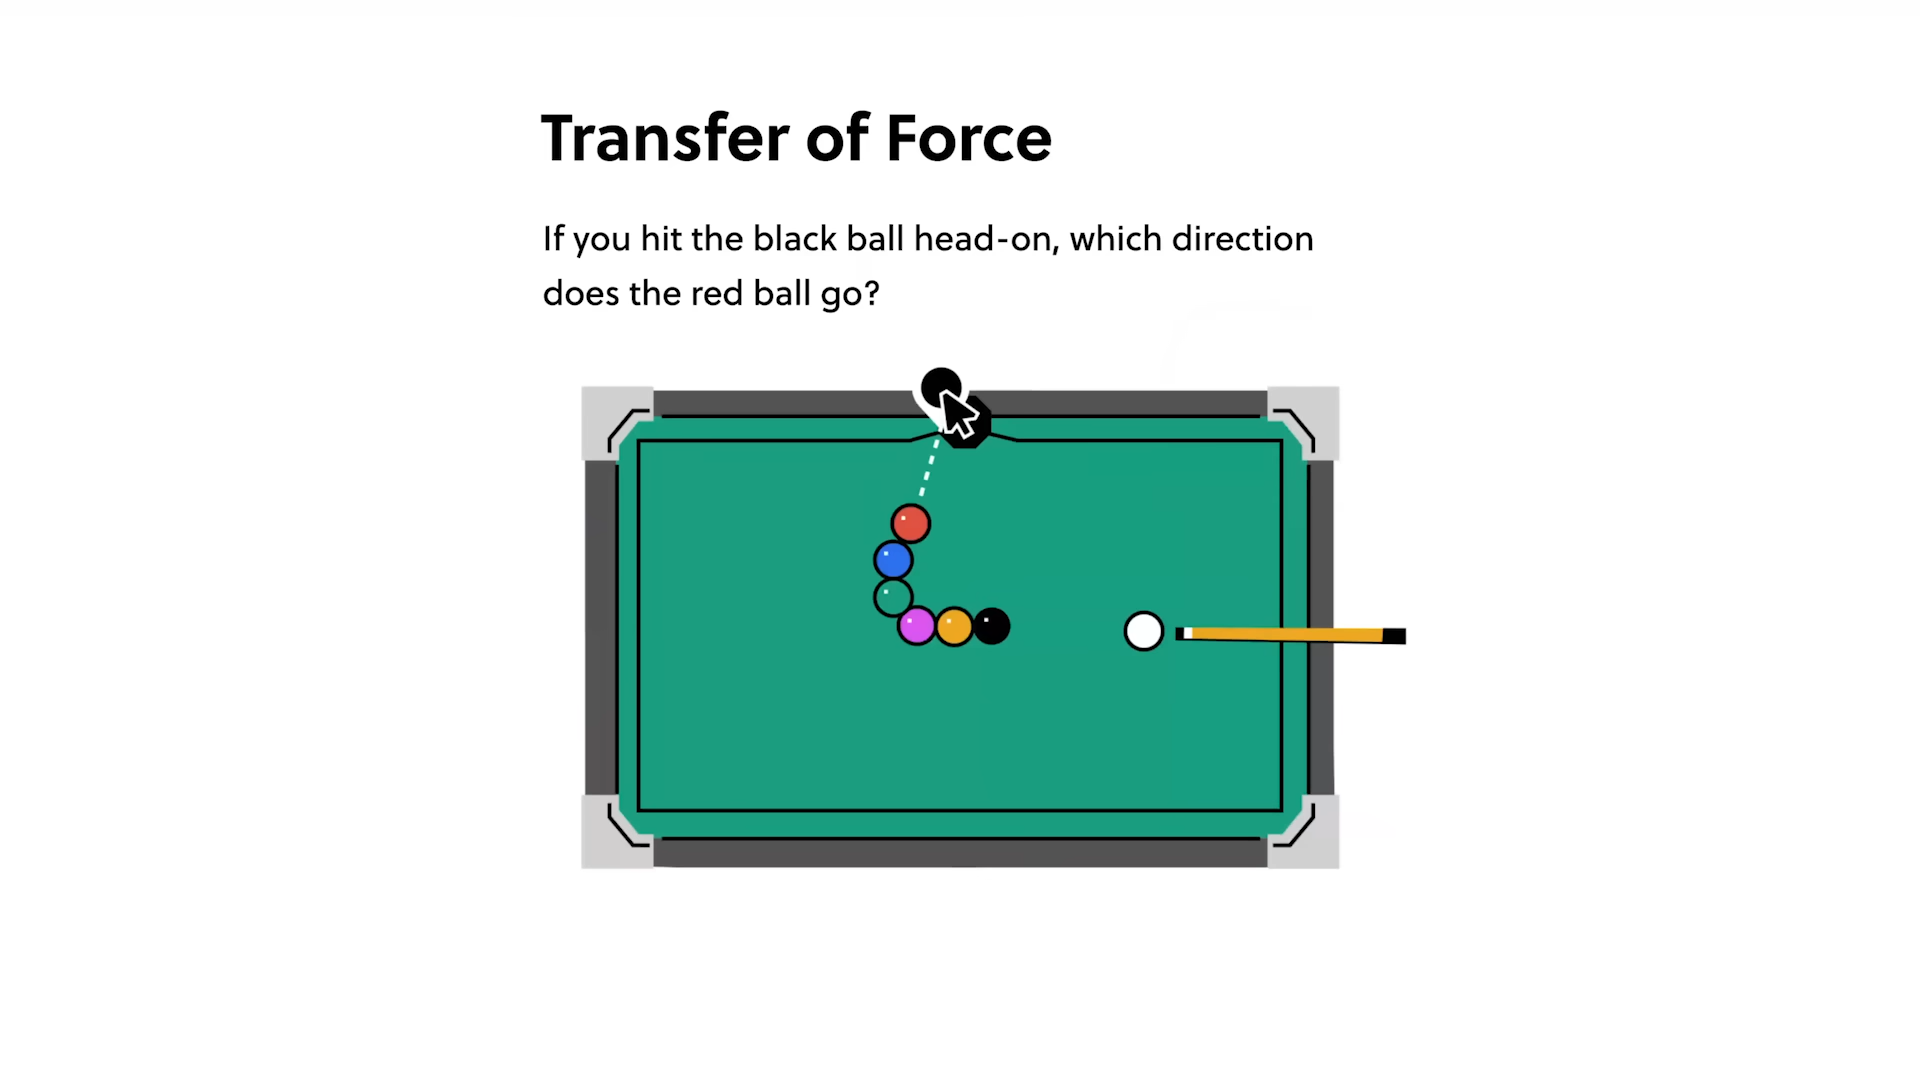 Transfer of Force
If you hit the black ball head-on, which direction
does the red ball go?